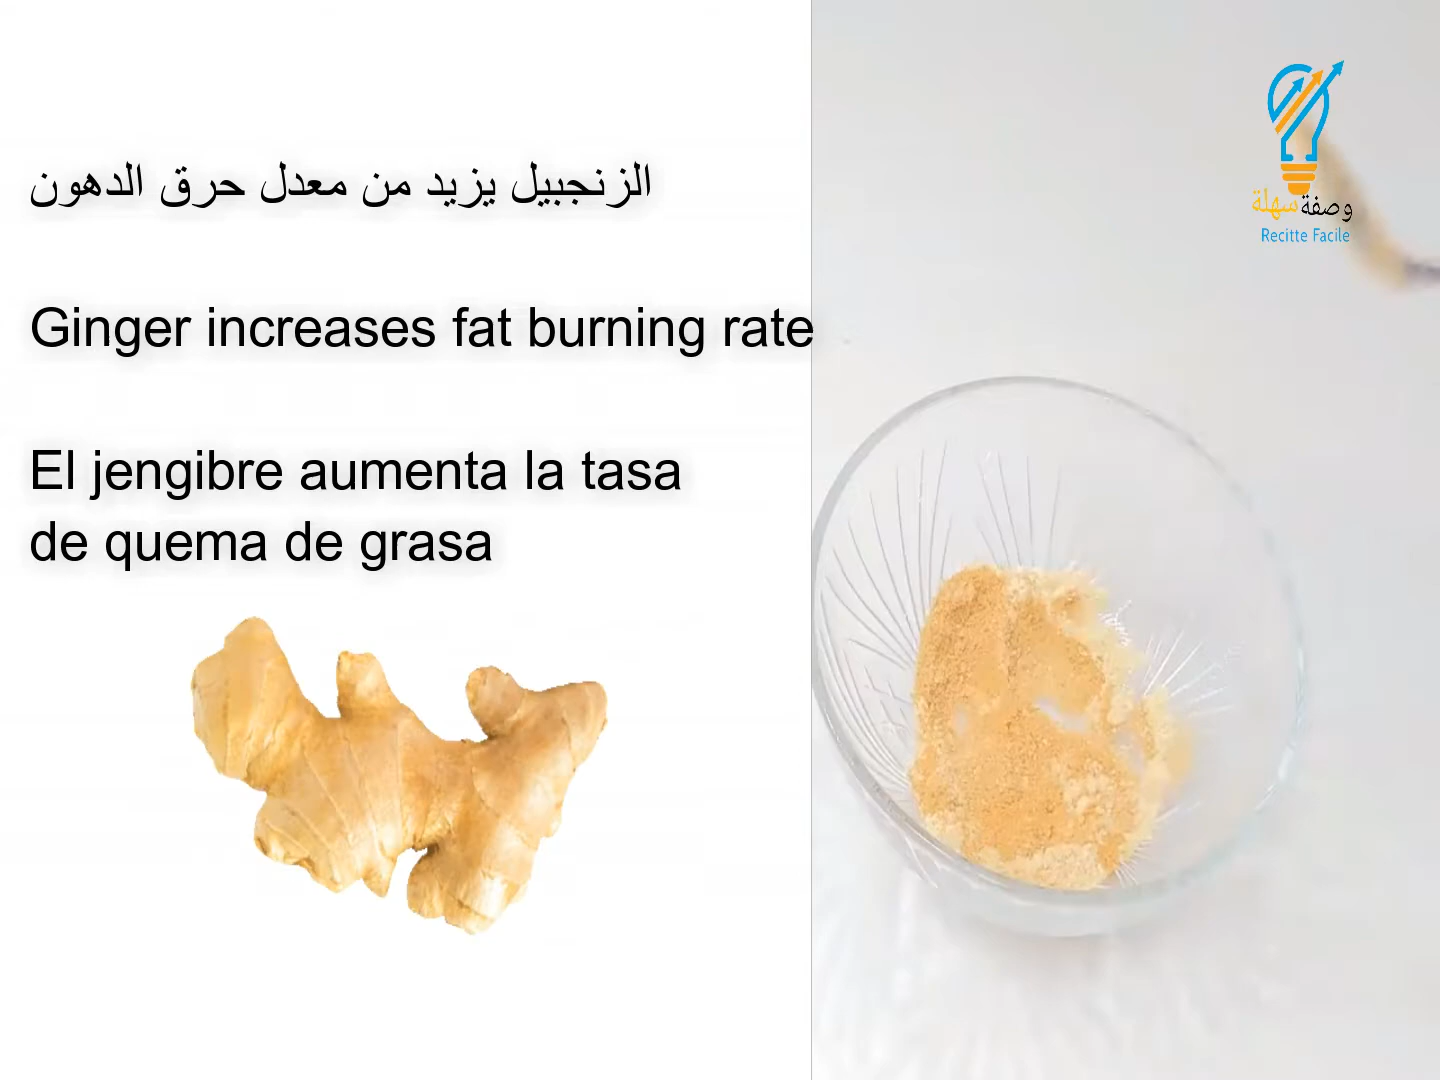 الزنجبيل يزيد من معدل حرق الدهون
Ginger increases fat burning rate
El jengibre aumenta la tasa
de quema de grasa
وصفة سهلة
Recitte Facile